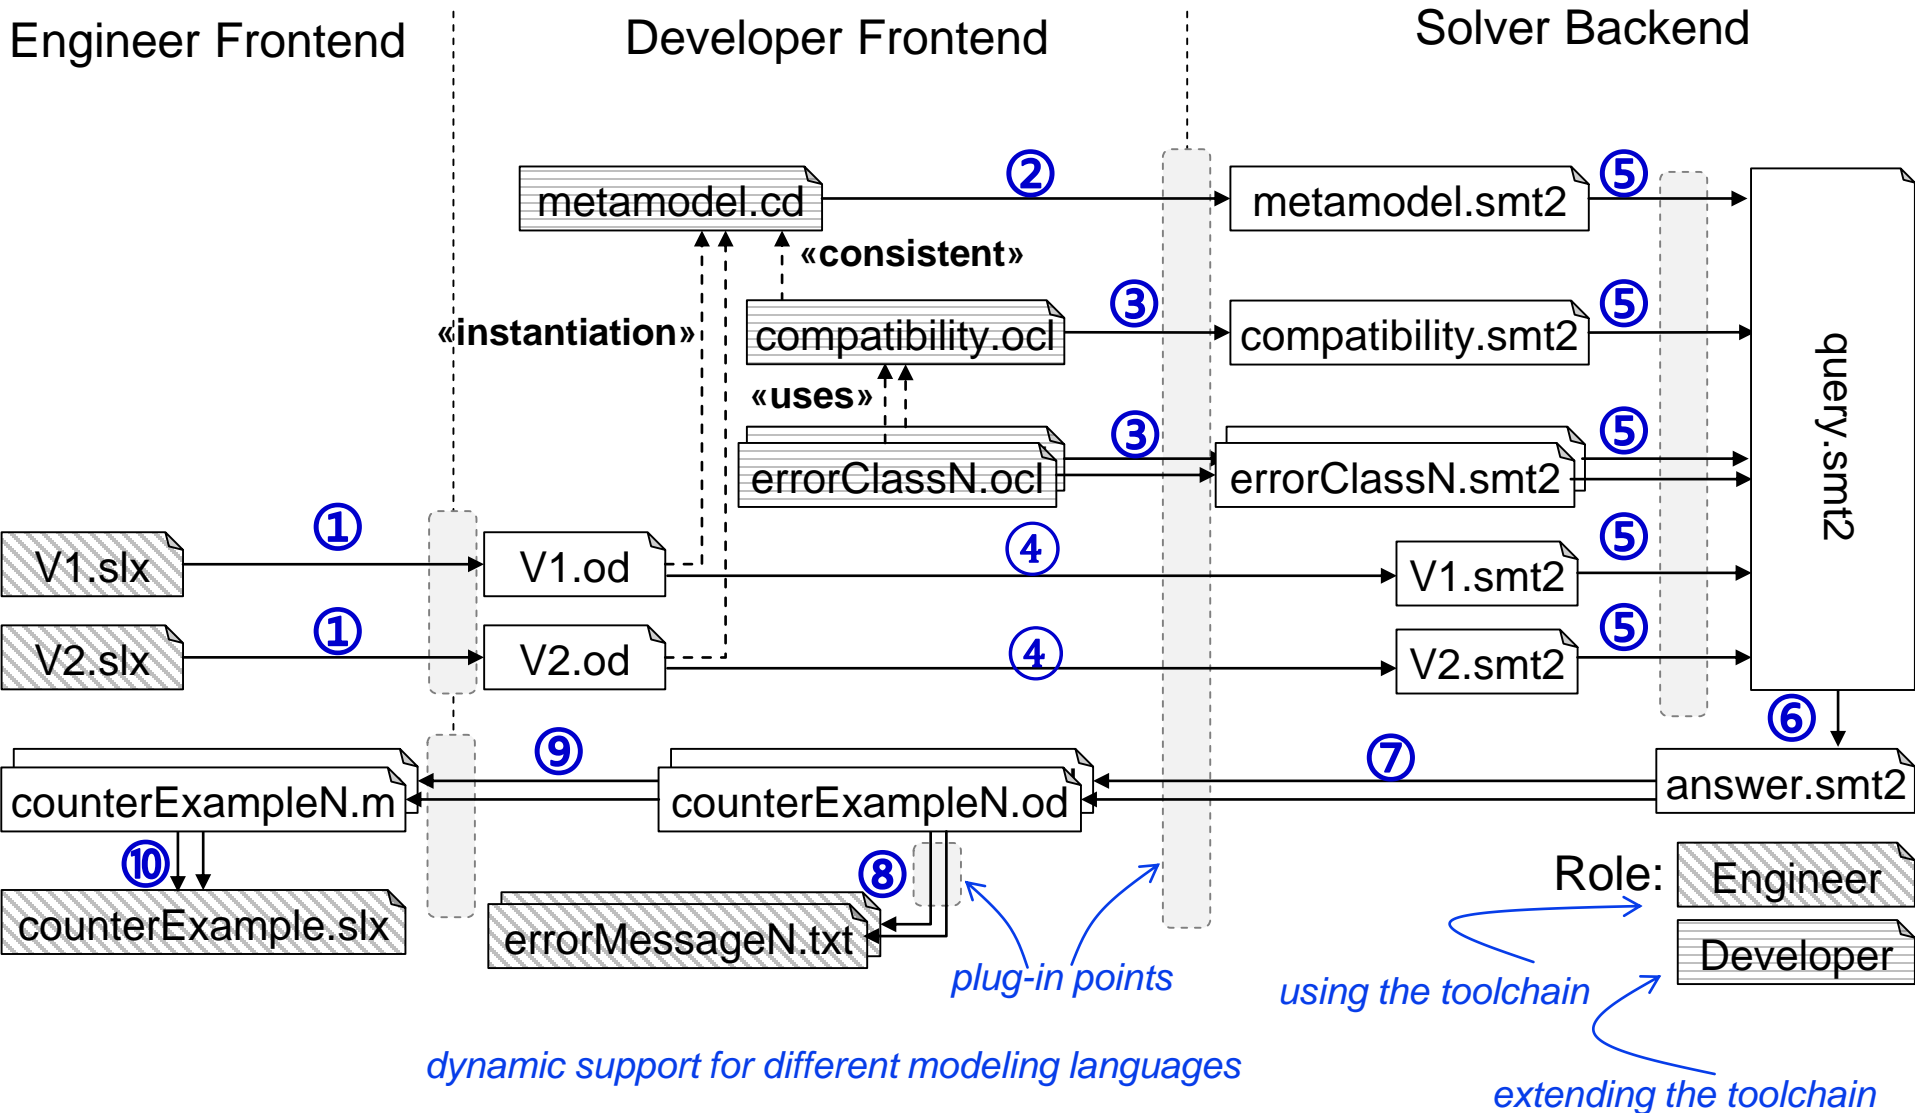 Engineer Frontend
Developer Frontend
Solver Backend
metamodel.cd
②
metamodel.smt2
⑤
«consistent»
«instantiation»
compatibility.ocl
③
compatibility.smt2
⑤
query.smt2
«uses»
errorClassN.ocl
③
errorClassN.smt2
⑤
V1.slx
①
V1.od
④
V1.smt2
⑤
V2.slx
①
V2.od
④
V2.smt2
⑤
⑥
counterExampleN.m
⑨
counterExampleN.od
⑦
answer.smt2
⑩
⑧
counterExample.slx
errorMessageN.txt
Role:
Engineer
Developer
plug-in points
using the toolchain
dynamic support for different modeling languages
extending the toolchain